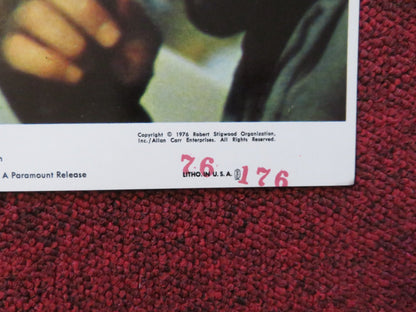 Copyright © 1976 Robert Stigwood Organization,
Inc./Allan Carr Enterprises. All Rights Reserved.
A Paramount Release
LITHO. IN U. S. A.
76 176